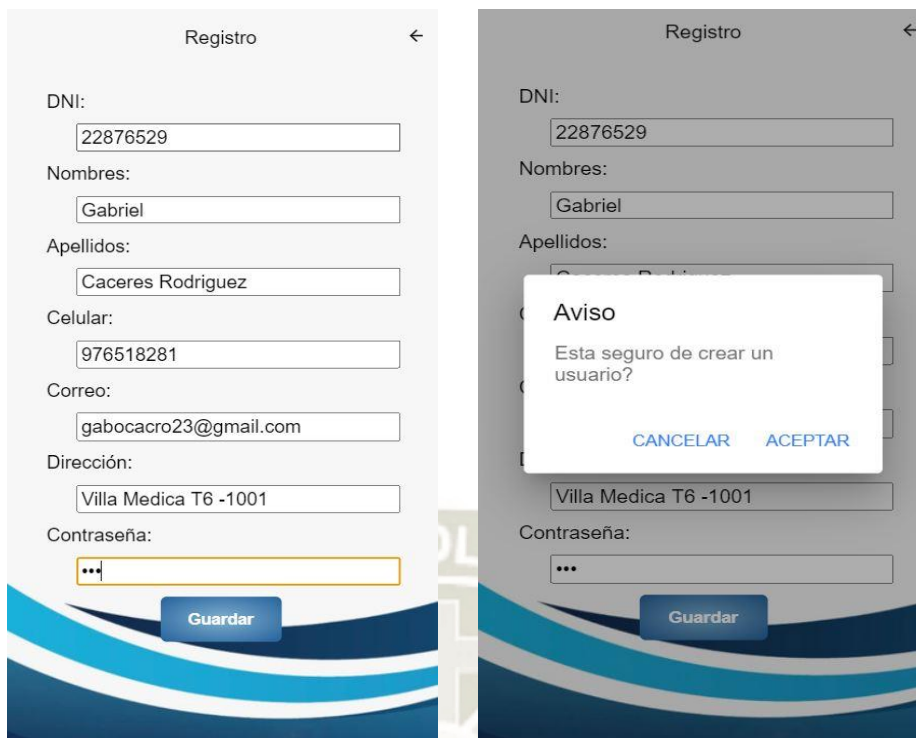 Registro
DNI:
22876529
Nombres:
Gabriel
Apellidos:
Caceres Rodriguez
Celular:
976518281
Correo:
gabocacro23@gmail.com
Dirección:
Villa Medica T6 -1001
Contraseña:
•••
Guardar
Registro
DNI:
22876529
Nombres:
Gabriel
Apellidos:
Aviso
Esta seguro de crear un
usuario?
CANCELAR ACEPTAR
Villa Medica T6 -1001
Contraseña:
•••
Guardar